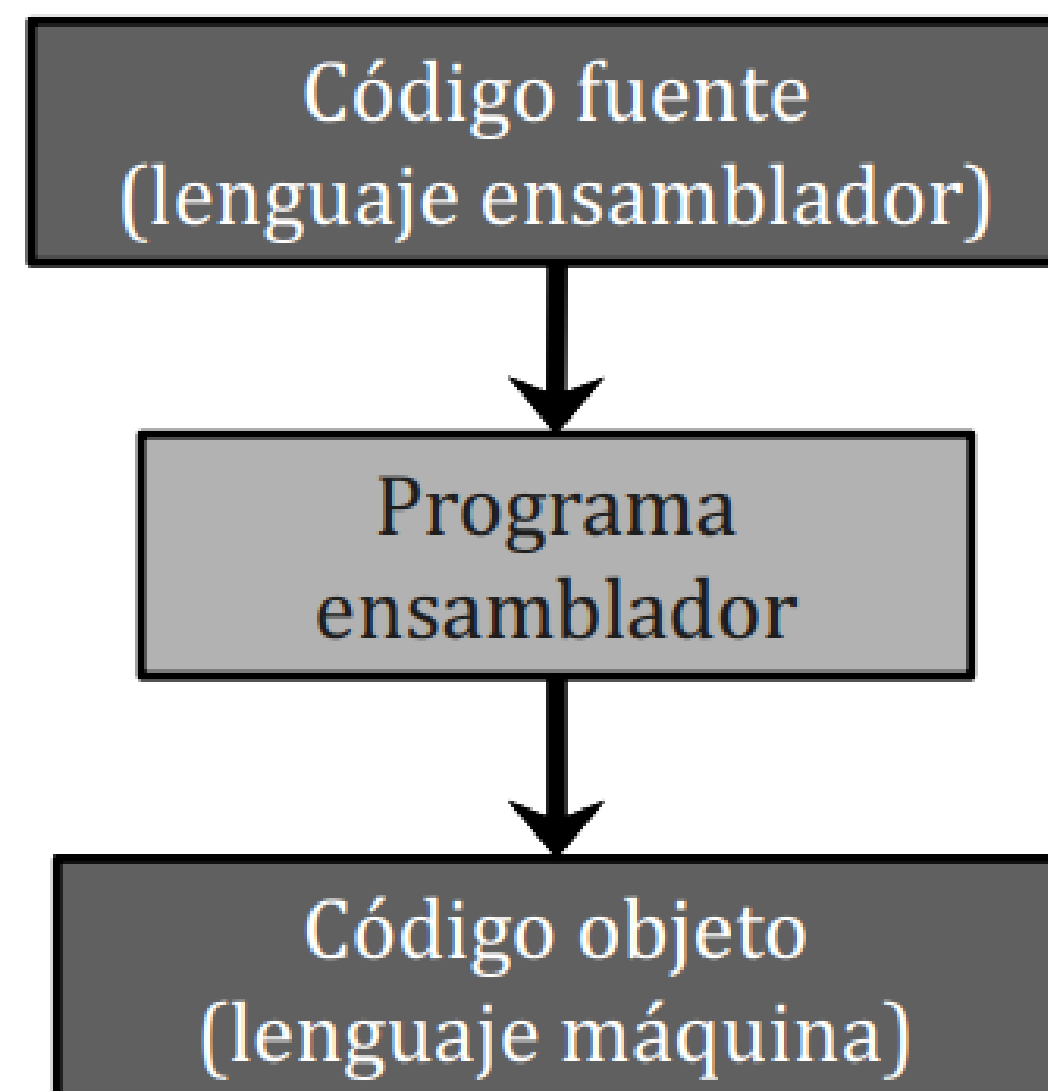 Código fuente
(lenguaje ensamblador)
Programa
ensamblador
Código objeto
(lenguaje máquina)